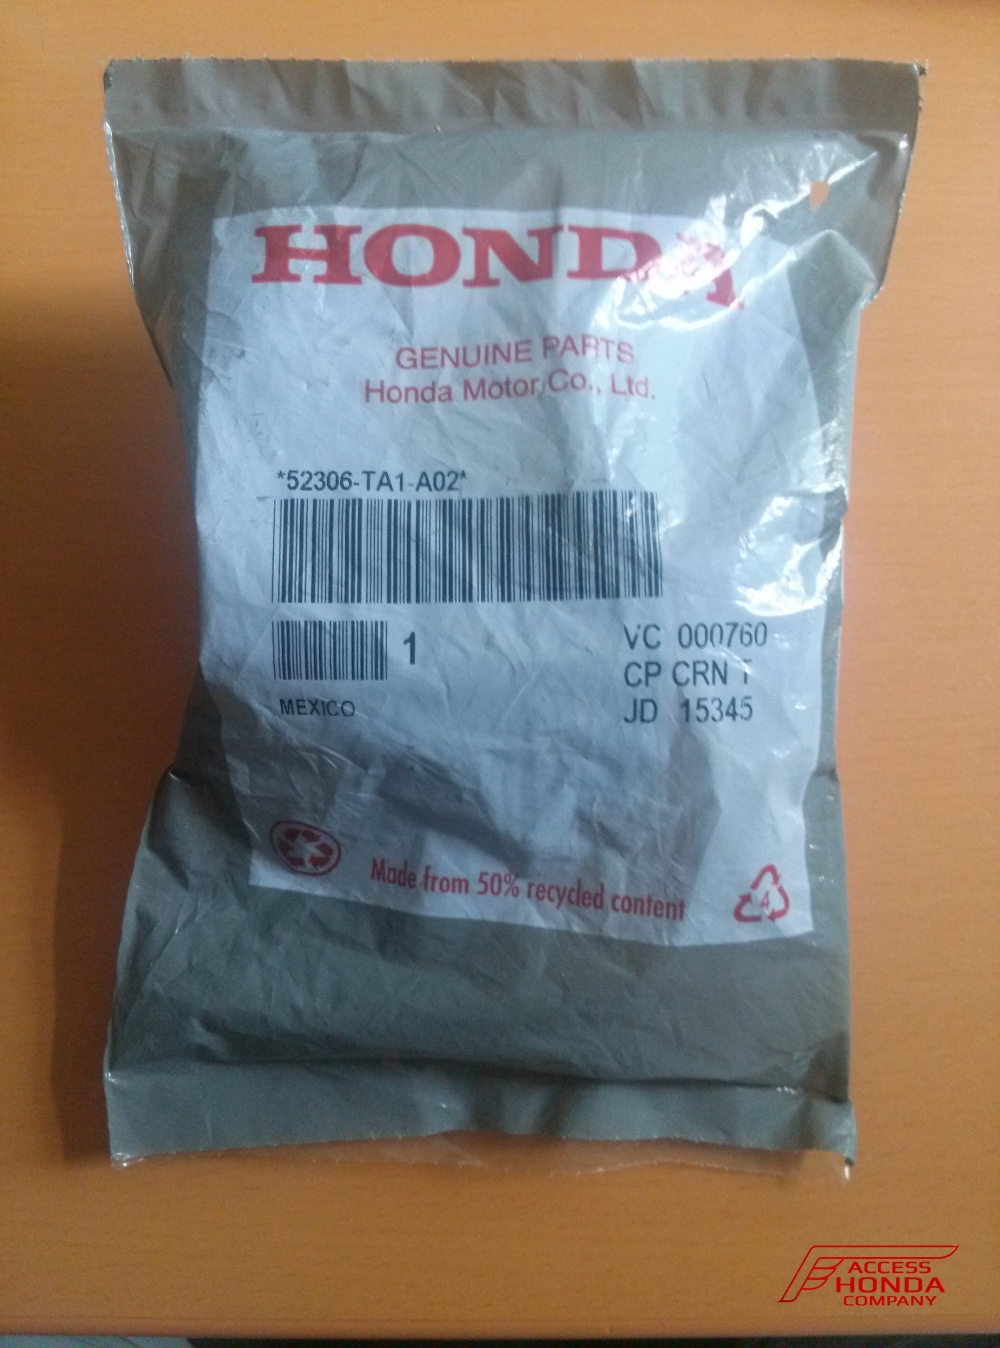 HONDA
GENUINE PARTS
Honda Motor Co., Ltd.
*52306-TA1-A02*
1
VC 000760
CP CRN T
JD 15345
MEXICO
Made from 50% recycled content
4
ACCESS
HONDA
COMPANY